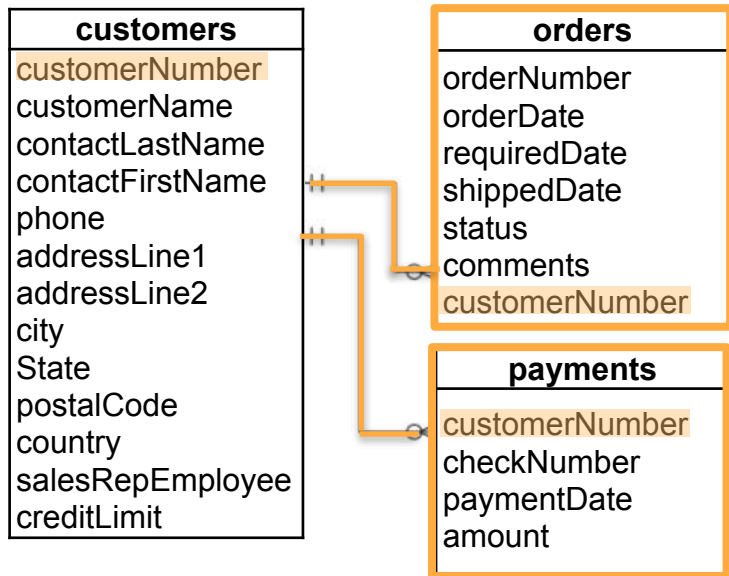 customers
customerNumber
customerName
contactLastName
contactFirstName
phone
addressLine1
addressLine2
city
State
postalCode
country
salesRepEmployee
creditLimit
orders
orderNumber
orderDate
requiredDate
shippedDate
status
comments
customerNumber
payments
customerNumber
checkNumber
paymentDate
amount